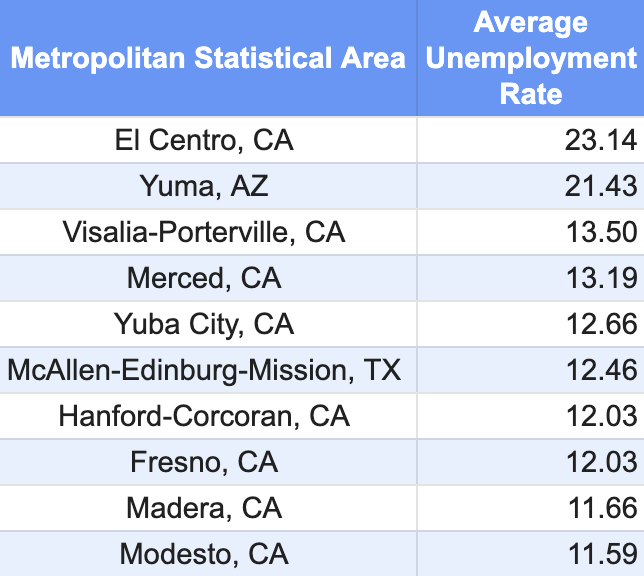 Metropolitan Statistical Area Average Unemployment Rate
El Centro, CA 23.14
Yuma, AZ 21.43
Visalia-Porterville, CA 13.50
Merced, CA 13.19
Yuba City, CA 12.66
McAllen-Edinburg-Mission, TX 12.46
Hanford-Corcoran, CA 12.03
Fresno, CA 12.03
Madera, CA 11.66
Modesto, CA 11.59